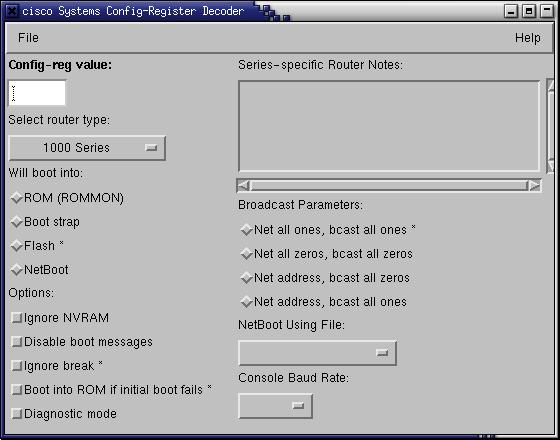 cisco Systems Config-Register Decoder
File Help
Config-reg value:
Select router type:
1000 Series
Will boot into:
ROM (ROMMON)
Boot strap
Flash *
NetBoot
Options:
Ignore NVRAM
Disable boot messages
Ignore break *
Boot into ROM if initial boot fails *
Diagnostic mode
Series-specific Router Notes:
Broadcast Parameters:
Net all ones, bcast all ones *
Net all zeros, bcast all zeros
Net address, bcast all zeros
Net address, bcast all ones
NetBoot Using File:
Console Baud Rate: